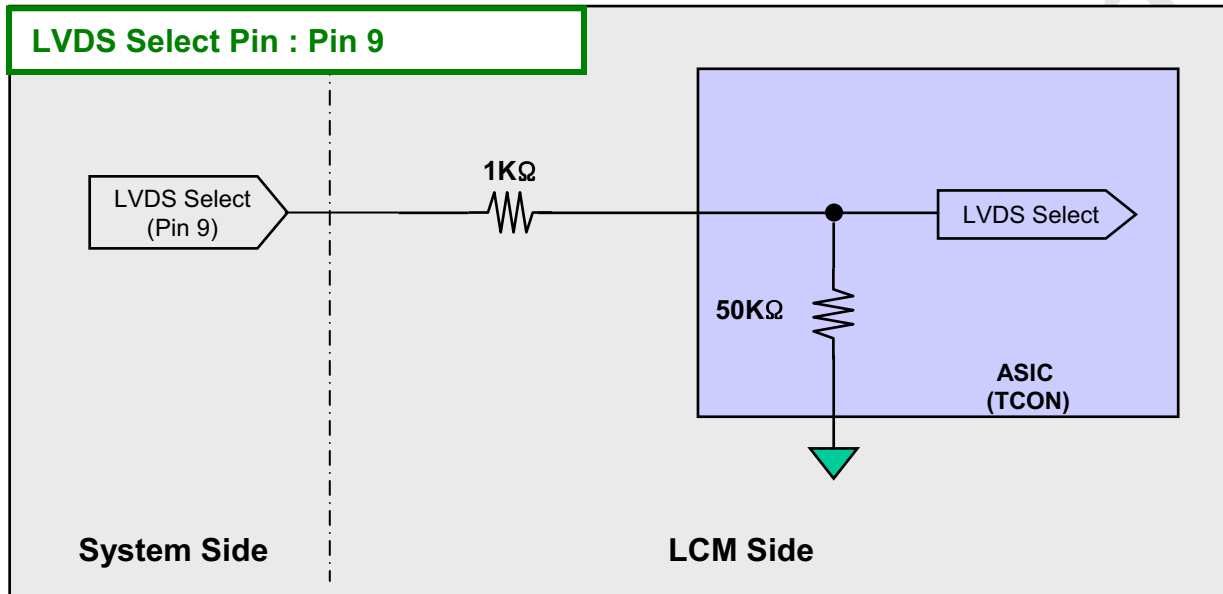 LVDS Select Pin : Pin 9
LVDS Select
(Pin 9)
1KΩ
LVDS Select
50KΩ
ASIC
(TCON)
System Side
LCM Side